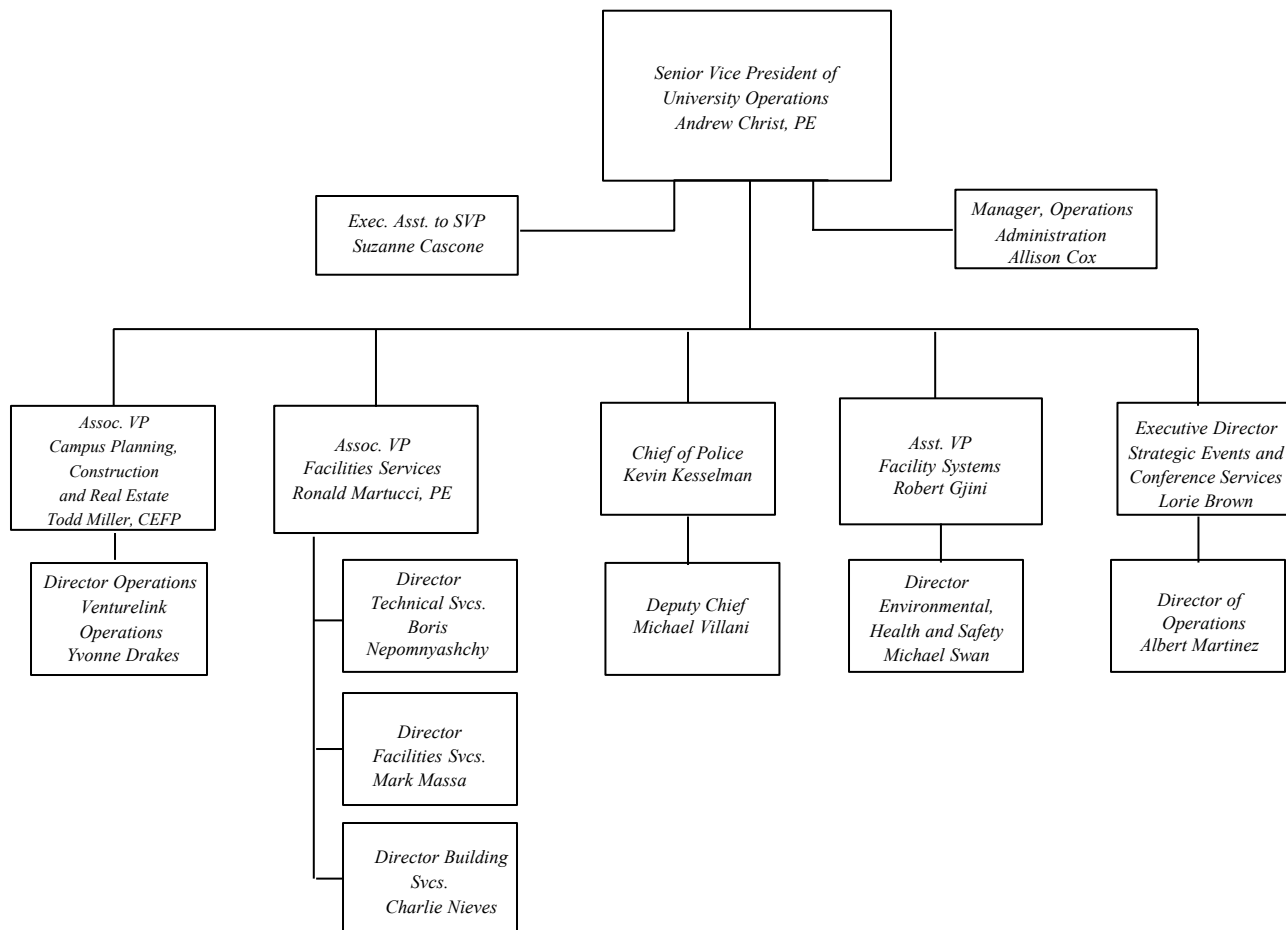 Senior Vice President of
University Operations
Andrew Christ, PE
Exec. Asst. to SVP
Suzanne Cascone
Manager, Operations
Administration
Allison Cox
Assoc. VP
Campus Planning,
Construction
and Real Estate
Todd Miller, CEFP
Assoc. VP
Facilities Services
Ronald Martucci, PE
Chief of Police
Kevin Kesselman
Asst. VP
Facility Systems
Robert Gjini
Executive Director
Strategic Events and
Conference Services
Lorie Brown
Director Operations
Venturelink
Operations
Yvonne Drakes
Director
Technical Svcs.
Boris
Nepomnyashchy
Deputy Chief
Michael Villani
Director
Environmental,
Health and Safety
Michael Swan
Director of
Operations
Albert Martinez
Director
Facilities Svcs.
Mark Massa
Director Building
Svcs.
Charlie Nieves